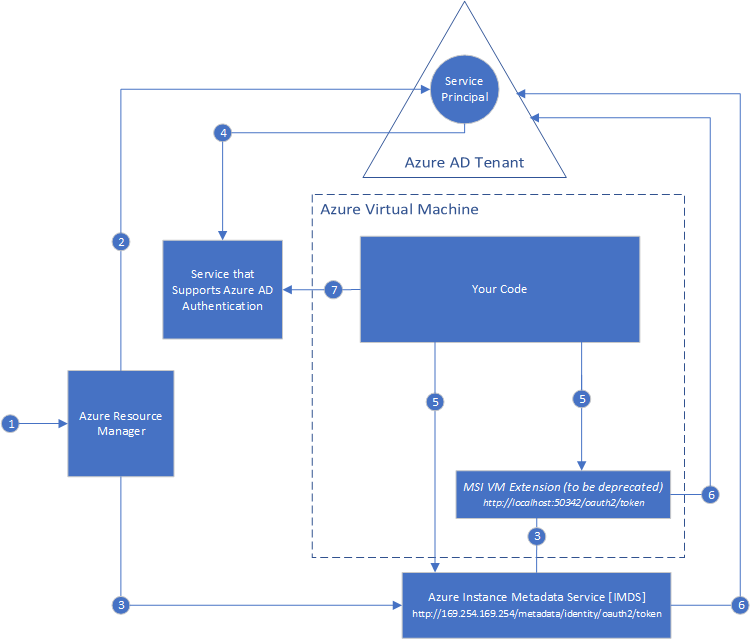 Service
Principal
Azure AD Tenant
4
Azure Virtual Machine
2
Service that
Supports Azure AD
Authentication
7
Your Code
1
Azure Resource
Manager
5
5
MSI VM Extension (to be deprecated)
http://localhost:50342/oauth2/token
6
3
3
Azure Instance Metadata Service [IMDS]
http://169.254.169.254/metadata/identity/oauth2/token
6